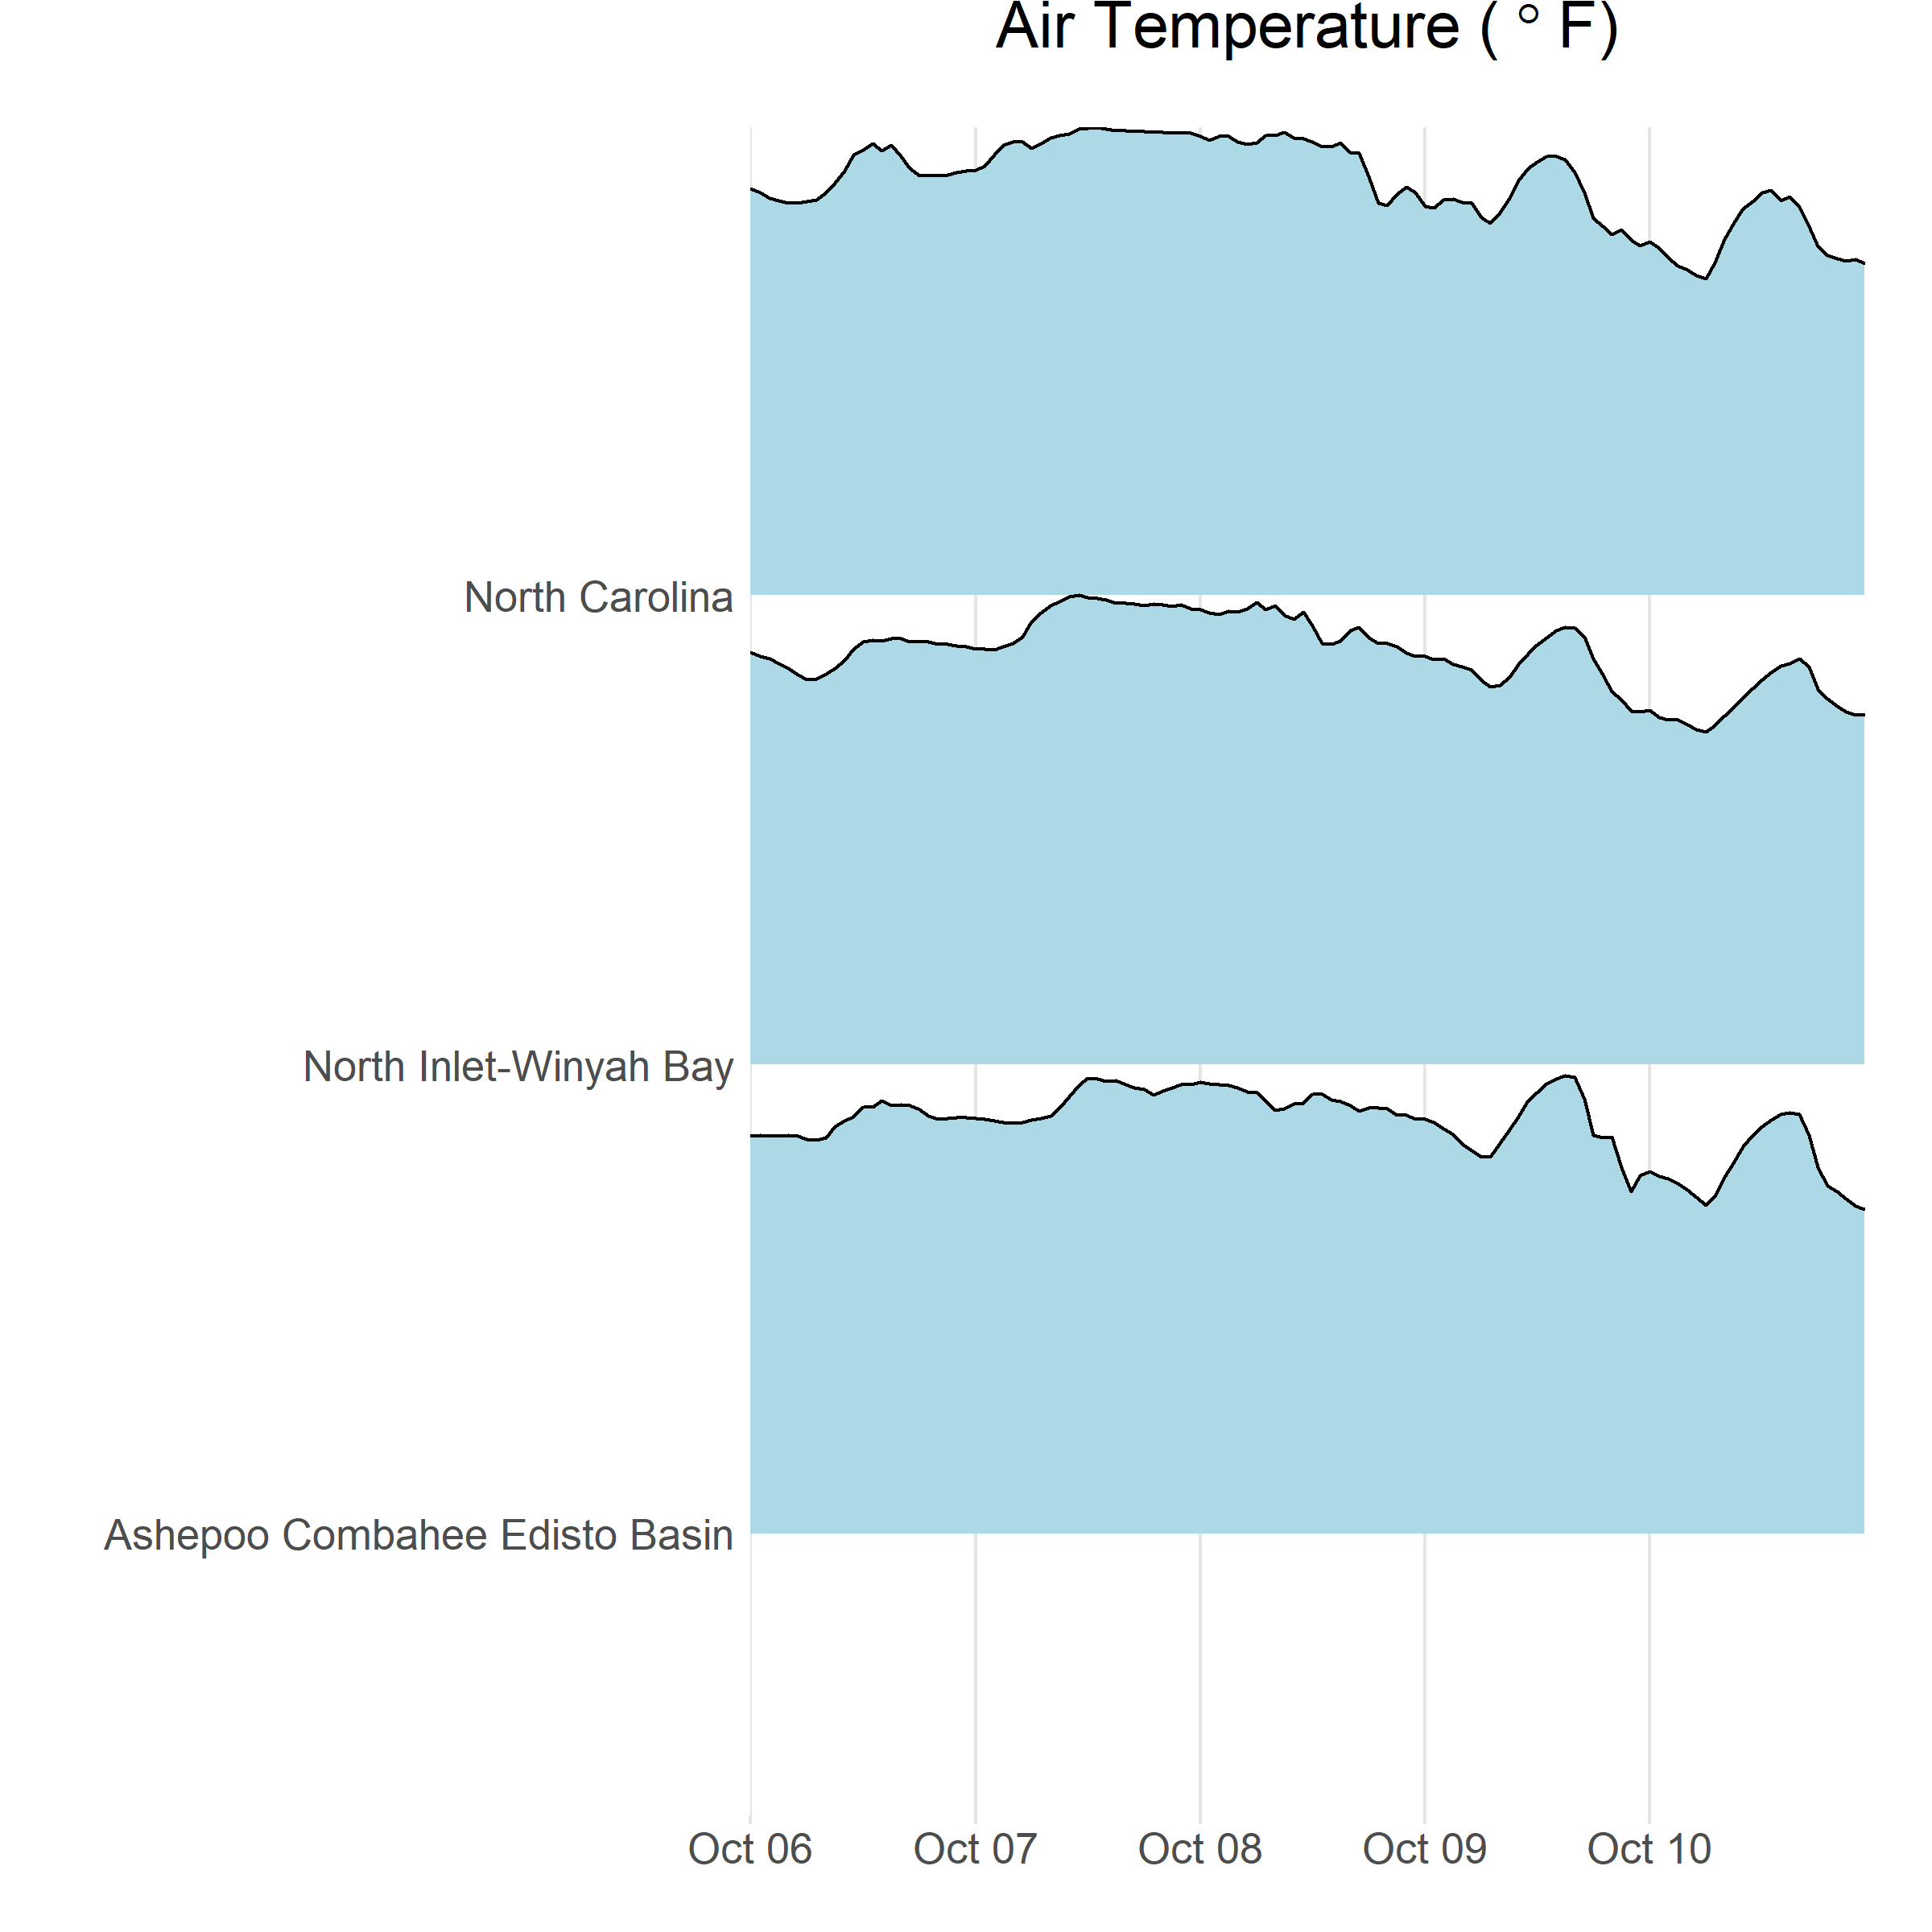 Air Temperature ( ° F)
North Carolina
North Inlet-Winyah Bay
Ashepoo Combahee Edisto Basin
Oct 06 Oct 07 Oct 08 Oct 09 Oct 10